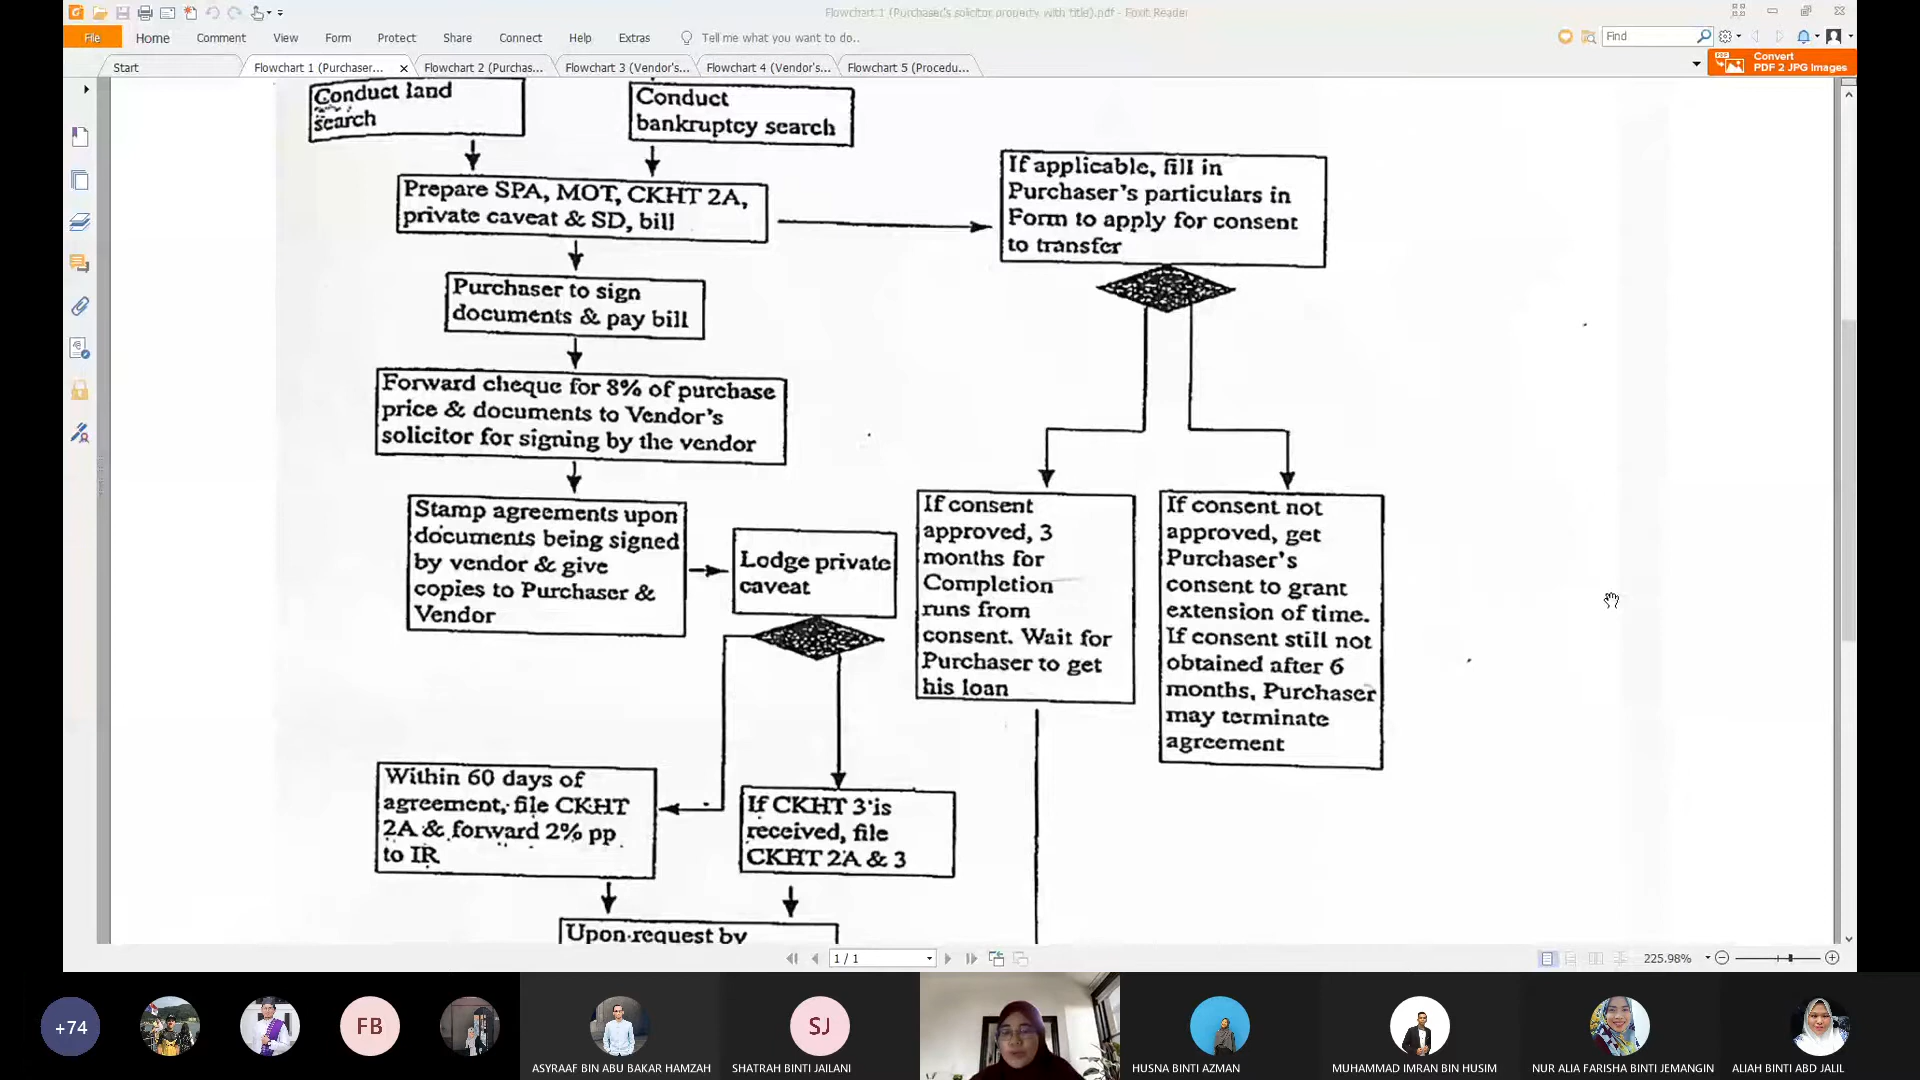 Flowchart 1 (Purchaser's solicitor property with title).pdf - Foxit Reader
File
Home
Comment
View
Form
Protect
Share
Connect
Help
Extras
Tell me what you want to do..
Find
Start
Flowchart 1 (Purchaser...
Flowchart 2 (Purchas...
Flowchart 3 (Vendor's...
Flowchart 4 (Vendor's...
Flowchart 5 (Procedu...
Convert
PDF 2 JPG Images
Conduct land
search
Conduct
bankruptcy search
Prepare SPA, MOT, CKHT 2A,
private caveat & SD, bill
If applicable, fill in
Purchaser's particulars in
Form to apply for consent
to transfer
Purchaser to sign
documents & pay bill
Forward cheque for 8% of purchase
price & documents to Vendor's
solicitor for signing by the vendor
Stamp agreements upon
documents being signed
by vendor & give
copies to Purchaser &
Vendor
Lodge private
caveat
If consent
approved, 3
months for
Completion
runs from
consent. Wait for
Purchaser to get
his loan
If consent not
approved, get
Purchaser's
consent to grant
extension of time.
If consent still not
obtained after 6
months, Purchaser
may terminate
agreement
Within 60 days of
agreement, file CKHT
2A & forward 2% pp
to IR
If CKHT 3 is
received, file
CKHT 2A & 3
Upon request by
1 / 1
225.98%
+74
FB
SJ
ASYRAAF BIN ABU BAKAR HAMZAH
SHATRAH BINTI JAILANI
HUSNA BINTI AZMAN
MUHAMMAD IMRAN BIN HUSIM
NUR ALIA FARISHA BINTI JEMANGIN
ALIAH BINTI ABD JALIL